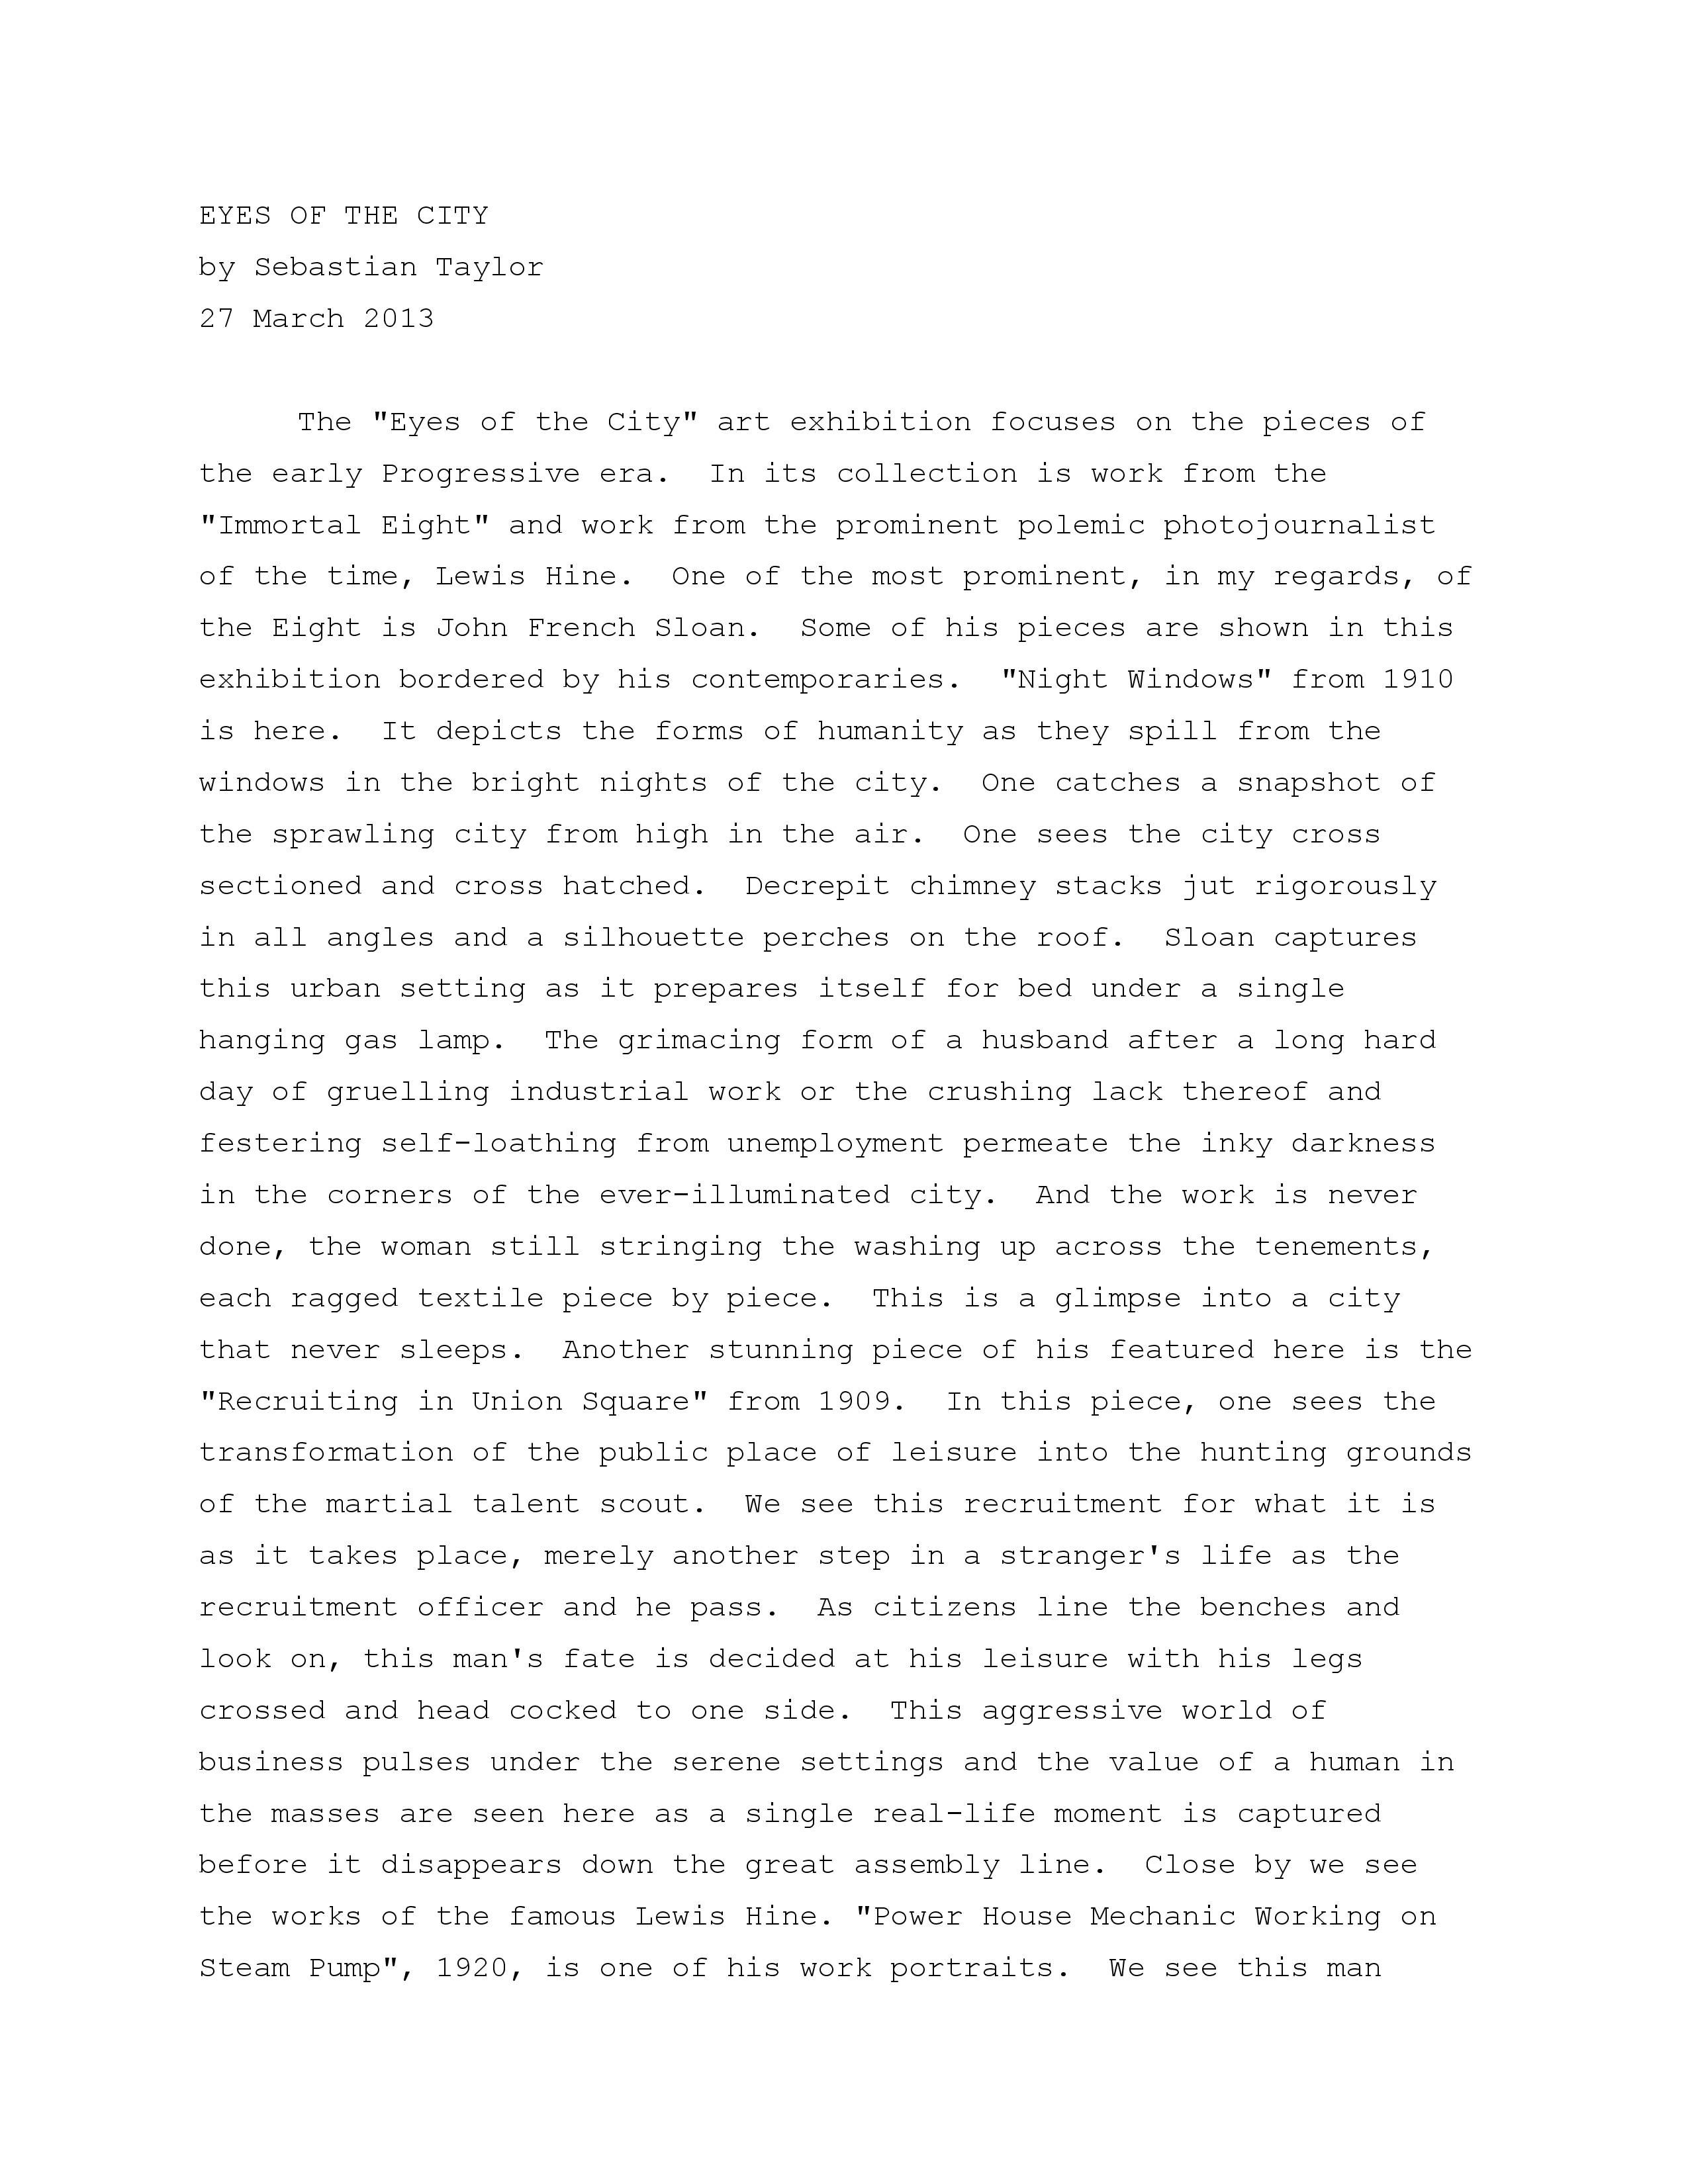 EYES OF THE CITY
by Sebastian Taylor
27 March 2013
The "Eyes of the City" art exhibition focuses on the pieces of
the early Progressive era.  In its collection is work from the
"Immortal Eight" and work from the prominent polemic photojournalist
of the time, Lewis Hine.  One of the most prominent, in my regards, of
the Eight is John French Sloan.  Some of his pieces are shown in this
exhibition bordered by his contemporaries.  "Night Windows" from 1910
is here.  It depicts the forms of humanity as they spill from the
windows in the bright nights of the city.  One catches a snapshot of
the sprawling city from high in the air.  One sees the city cross
sectioned and cross hatched.  Decrepit chimney stacks jut rigorously
in all angles and a silhouette perches on the roof.  Sloan captures
this urban setting as it prepares itself for bed under a single
hanging gas lamp.  The grimacing form of a husband after a long hard
day of gruelling industrial work or the crushing lack thereof and
festering self-loathing from unemployment permeate the inky darkness
in the corners of the ever-illuminated city.  And the work is never
done, the woman still stringing the washing up across the tenements,
each ragged textile piece by piece.  This is a glimpse into a city
that never sleeps.  Another stunning piece of his featured here is the
"Recruiting in Union Square" from 1909.  In this piece, one sees the
transformation of the public place of leisure into the hunting grounds
of the martial talent scout.  We see this recruitment for what it is
as it takes place, merely another step in a stranger's life as the
recruitment officer and he pass.  As citizens line the benches and
look on, this man's fate is decided at his leisure with his legs
crossed and head cocked to one side.  This aggressive world of
business pulses under the serene settings and the value of a human in
the masses are seen here as a single real-life moment is captured
before it disappears down the great assembly line.  Close by we see
the works of the famous Lewis Hine. "Power House Mechanic Working on
Steam Pump", 1920, is one of his work portraits.  We see this man